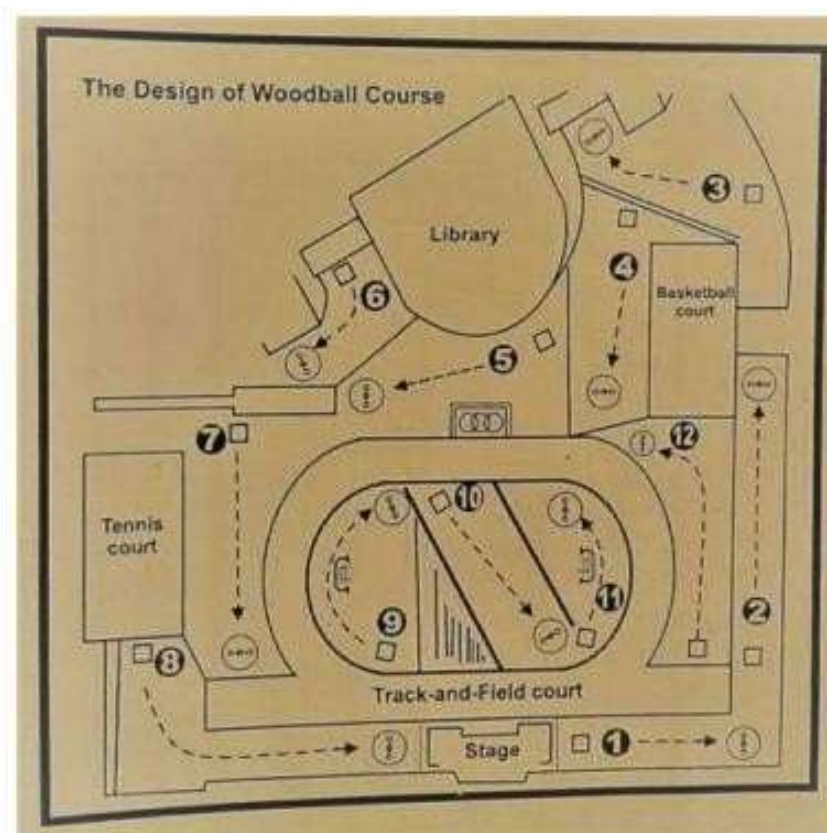 The Design of Woodball Course
3
Library
4
6
Basketball
court
5
7
12
10
Tennis
court
9
11
2
8
Track-and-Field court
Stage
1